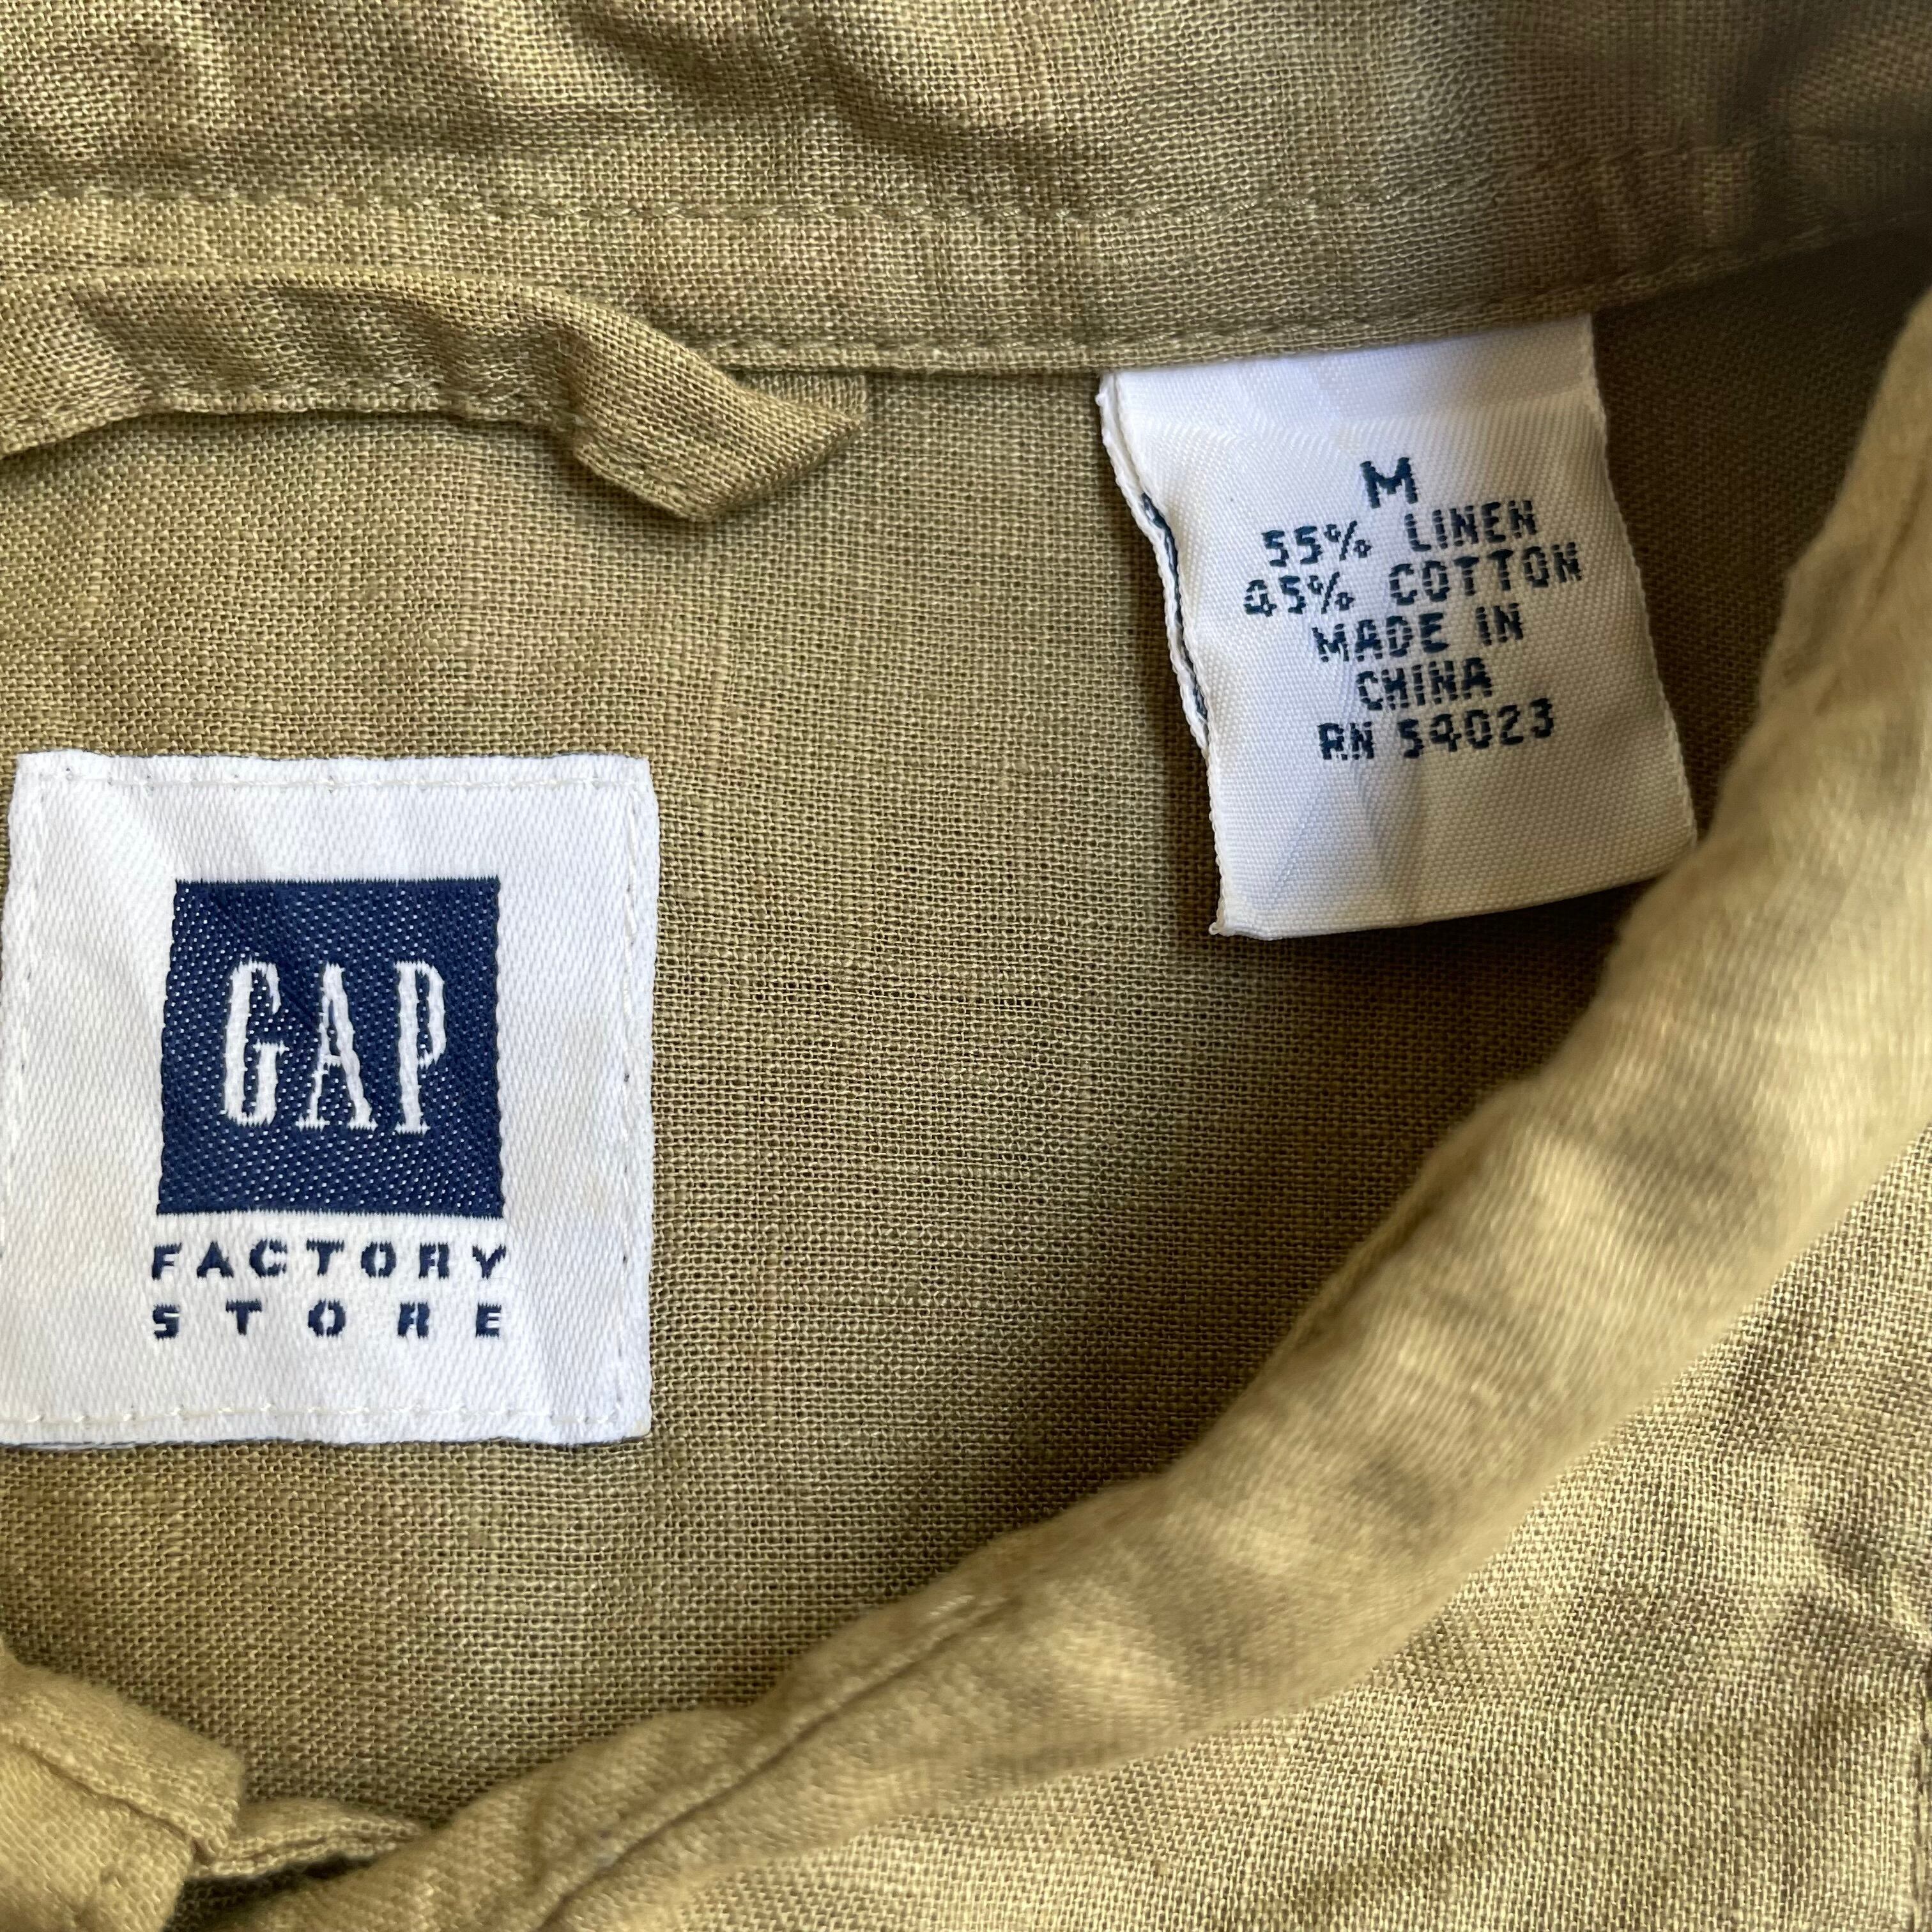 M
55% LINEN
45% COTTON
MADE IN
CHINA
RN 54023
GAP
FACTORY
STORE